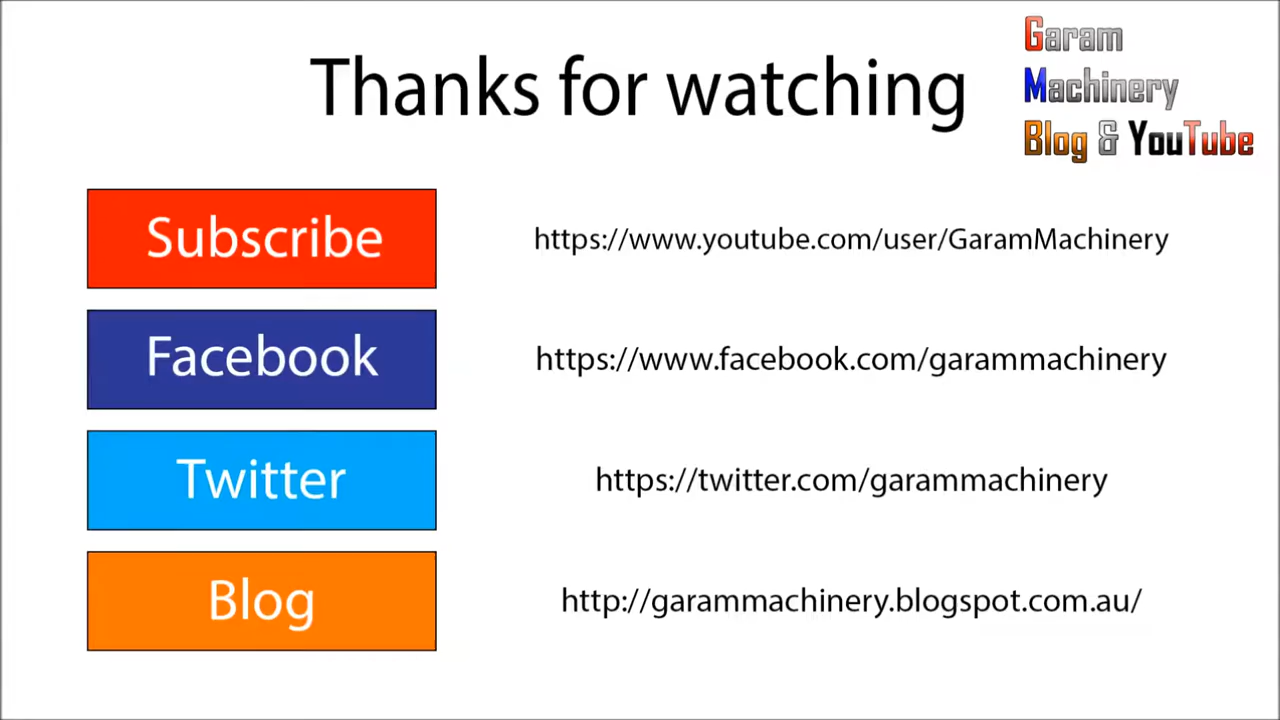 Thanks for watching
Garam
Machinery
Blog & YouTube
Subscribe
https://www.youtube.com/user/GaramMachinery
Facebook
https://www.facebook.com/garammachinery
Twitter
https://twitter.com/garammachinery
Blog
http://garammachinery.blogspot.com.au/